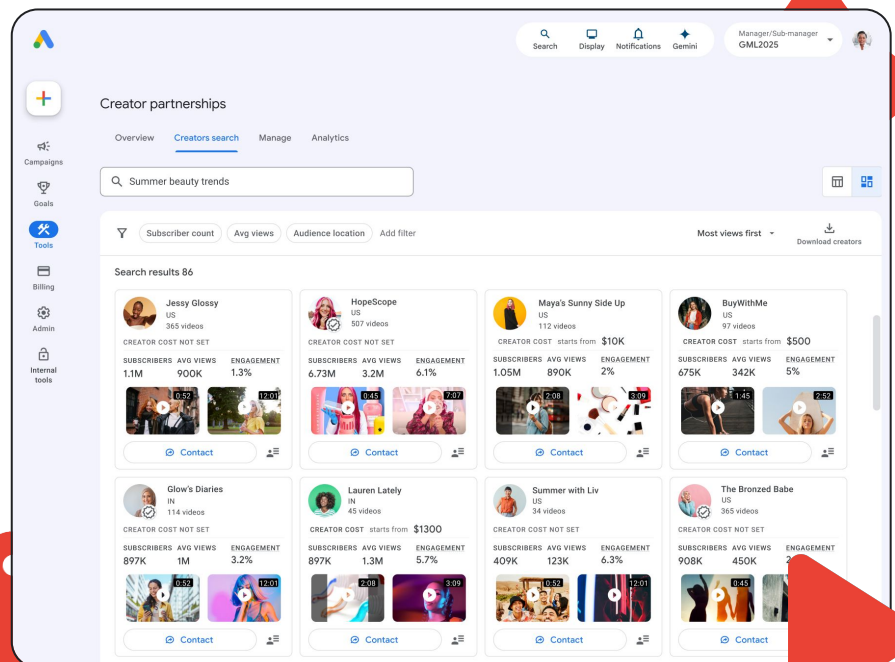 Search
Display
Notifications
Gemini
Manager/Sub-manager
GML2025
Campaigns
Goals
Tools
Billing
Admin
Internal
tools
Creator partnerships
Overview
Creators search
Manage
Analytics
Summer beauty trends
Subscriber count
Avg views
Audience location
Add filter
Most views first
Download creators
Search results 86
Jessy Glossy
US
365 videos
CREATOR COST NOT SET
SUBSCRIBERS AVG VIEWS ENGAGEMENT
1.1M 900K 1.3%
0:52 12:01
Contact
HopeScope
US
507 videos
CREATOR COST NOT SET
SUBSCRIBERS AVG VIEWS ENGAGEMENT
6.73M 3.2M 6.1%
0:45 7:07
Contact
Maya's Sunny Side Up
US
112 videos
CREATOR COST starts from $10K
SUBSCRIBERS AVG VIEWS ENGAGEMENT
1.05M 890K 2%
2:08 3:09
Contact
BuyWithMe
US
97 videos
CREATOR COST starts from $500
SUBSCRIBERS AVG VIEWS ENGAGEMENT
675K 342K 5%
1:45 2:52
Contact
Glow's Diaries
IN
114 videos
CREATOR COST NOT SET
SUBSCRIBERS AVG VIEWS ENGAGEMENT
897K 1M 3.2%
0:52 12:01
Contact
Lauren Lately
IN
45 videos
CREATOR COST starts from $1300
SUBSCRIBERS AVG VIEWS ENGAGEMENT
897K 1.3M 5.7%
2:08 3:09
Contact
Summer with Liv
US
34 videos
CREATOR COST NOT SET
SUBSCRIBERS AVG VIEWS ENGAGEMENT
409K 123K 6.3%
0:52 12:01
Contact
The Bronzed Babe
US
365 videos
CREATOR COST NOT SET
SUBSCRIBERS AVG VIEWS ENGAGEMENT
908K 450K
0:45
Contact